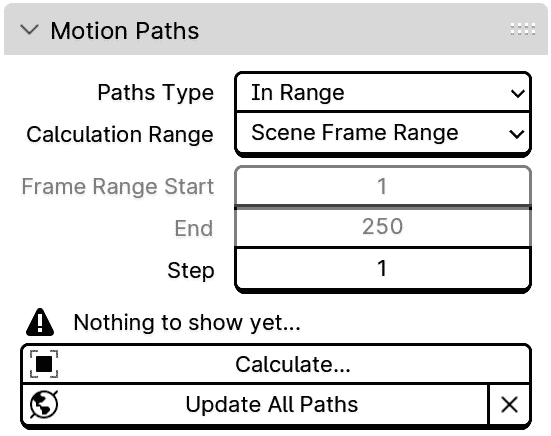 Motion Paths
Paths Type In Range
Calculation Range Scene Frame Range
Frame Range Start 1
End 250
Step 1
Nothing to show yet...
Calculate...
Update All Paths